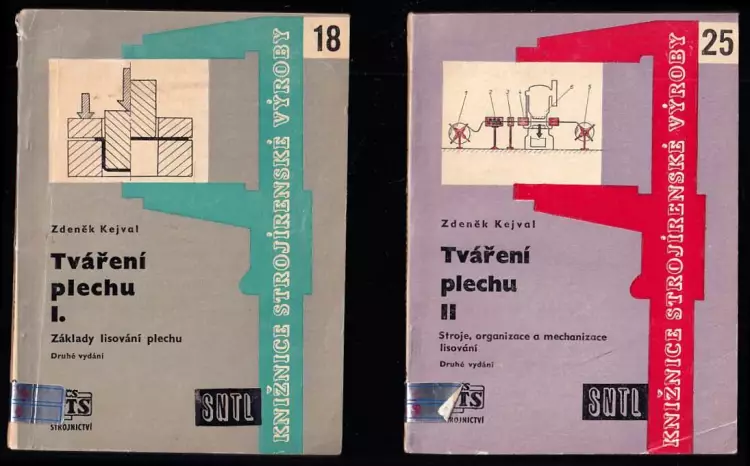 18
KNIŽNICE STROJÍRENSKÉ VÝROBY
Zdeněk Kejval
Tváření
plechu
I.
Základy lisování plechu
Druhé vydání
STROJNICTVÍ
SNTL
25
KNIŽNICE STROJÍRENSKÉ VÝROBY
Zdeněk Kejval
Tváření
plechu
II
Stroje, organizace a mechanizace
lisování
Druhé vydání
STROJNICTVÍ
SNTL